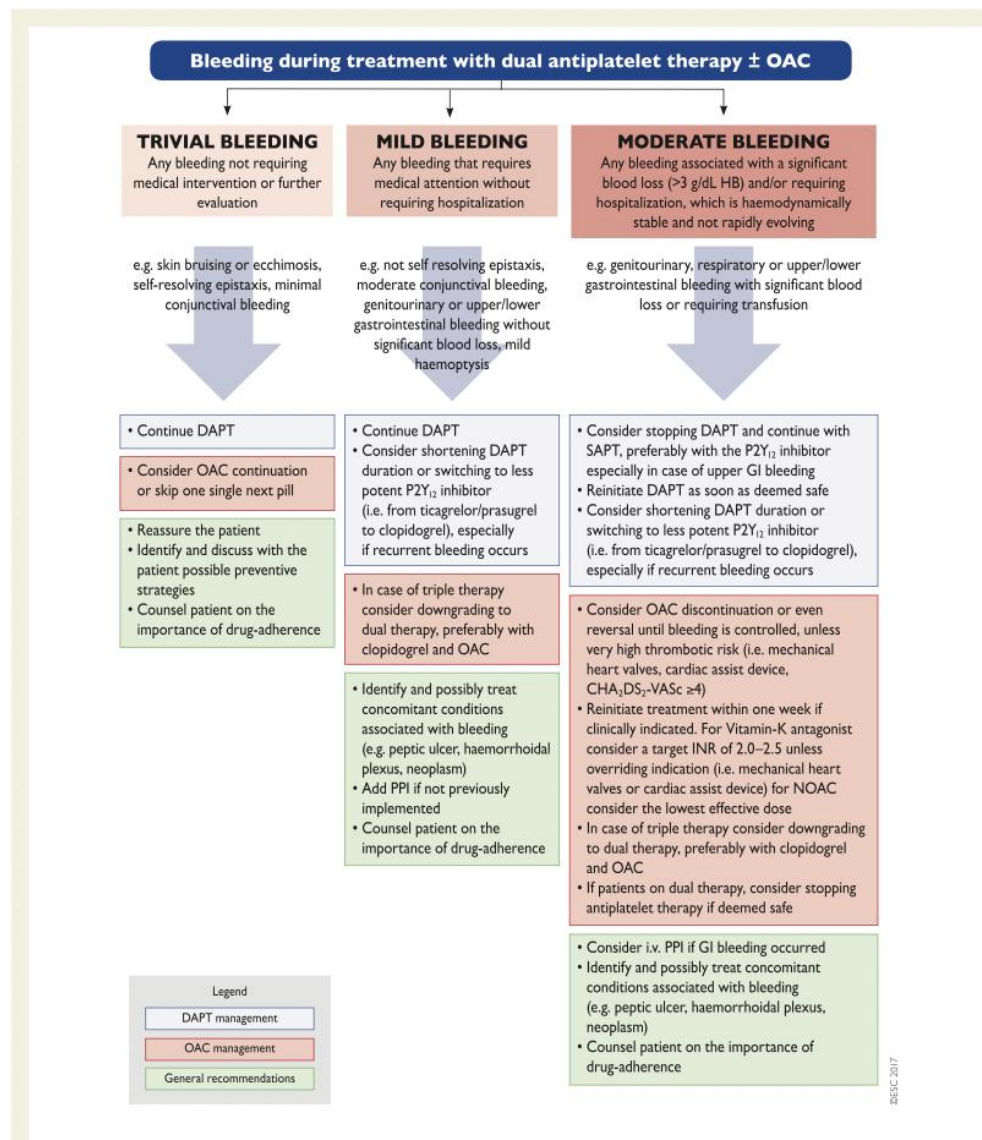 Bleeding during treatment with dual antiplatelet therapy ± OAC
TRIVIAL BLEEDING
Any bleeding not requiring
medical intervention or further
evaluation
e.g. skin bruising or ecchimosis,
self-resolving epistaxis, minimal
conjunctival bleeding
• Continue DAPT
• Consider OAC continuation
or skip one single next pill
• Reassure the patient
• Identify and discuss with the
patient possible preventive
strategies
• Counsel patient on the
importance of drug-adherence
MILD BLEEDING
Any bleeding that requires
medical attention without
requiring hospitalization
e.g. not self resolving epistaxis,
moderate conjunctival bleeding,
genitourinary or upper/lower
gastrointestinal bleeding without
significant blood loss, mild
haemoptysis
• Continue DAPT
• Consider shortening DAPT
duration or switching to less
potent P2Y₁₂ inhibitor
(i.e. from ticagrelor/prasugrel
to clopidogrel), especially
if recurrent bleeding occurs
• In case of triple therapy
consider downgrading to
dual therapy, preferably with
clopidogrel and OAC
• Identify and possibly treat
concomitant conditions
associated with bleeding
(e.g. peptic ulcer, haemorrhoidal
plexus, neoplasm)
• Add PPI if not previously
implemented
• Counsel patient on the
importance of drug-adherence
MODERATE BLEEDING
Any bleeding associated with a significant
blood loss (>3 g/dL HB) and/or requiring
hospitalization, which is haemodynamically
stable and not rapidly evolving
e.g. genitourinary, respiratory or upper/lower
gastrointestinal bleeding with significant blood
loss or requiring transfusion
• Consider stopping DAPT and continue with
SAPT, preferably with the P2Y₁₂ inhibitor
especially in case of upper GI bleeding
• Reinitiate DAPT as soon as deemed safe
• Consider shortening DAPT duration or
switching to less potent P2Y₁₂ inhibitor
(i.e. from ticagrelor/prasugrel to clopidogrel),
especially if recurrent bleeding occurs
• Consider OAC discontinuation or even
reversal until bleeding is controlled, unless
very high thrombotic risk (i.e. mechanical
heart valves, cardiac assist device,
CHA₂DS₂-VASc ≥4)
• Reinitiate treatment within one week if
clinically indicated. For Vitamin-K antagonist
consider a target INR of 2.0–2.5 unless
overriding indication (i.e. mechanical heart
valves or cardiac assist device) for NOAC
consider the lowest effective dose
• In case of triple therapy consider downgrading
to dual therapy, preferably with clopidogrel
and OAC
• If patients on dual therapy, consider stopping
antiplatelet therapy if deemed safe
• Consider i.v. PPI if GI bleeding occurred
• Identify and possibly treat concomitant
conditions associated with bleeding
(e.g. peptic ulcer, haemorrhoidal plexus,
neoplasm)
• Counsel patient on the importance of
drug-adherence
Legend
DAPT management
OAC management
General recommendations
©ESC 2017